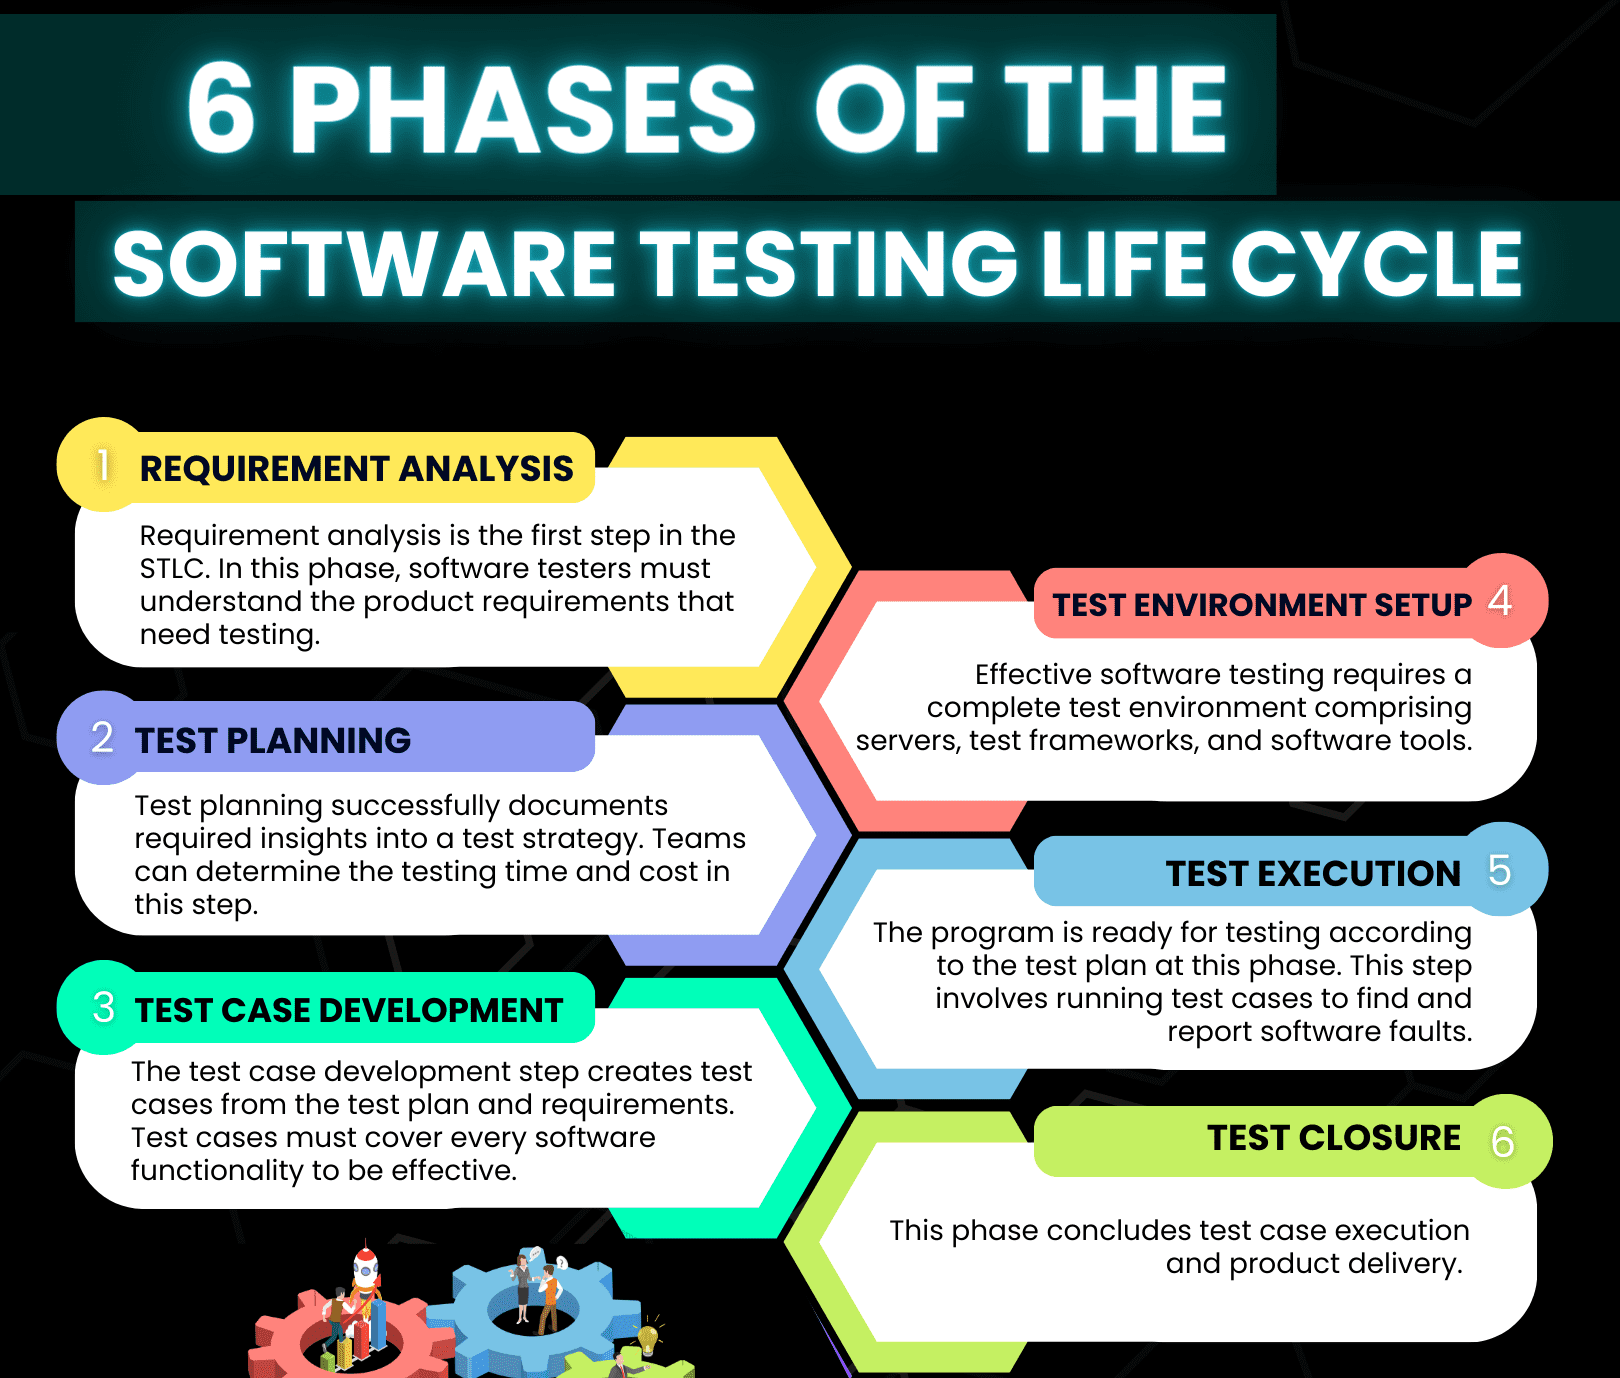 6 PHASES OF THE
SOFTWARE TESTING LIFE CYCLE
1 REQUIREMENT ANALYSIS
Requirement analysis is the first step in the
STLC. In this phase, software testers must
understand the product requirements that
need testing.
2 TEST PLANNING
Test planning successfully documents
required insights into a test strategy. Teams
can determine the testing time and cost in
this step.
3 TEST CASE DEVELOPMENT
The test case development step creates test
cases from the test plan and requirements.
Test cases must cover every software
functionality to be effective.
TEST ENVIRONMENT SETUP 4
Effective software testing requires a
complete test environment comprising
servers, test frameworks, and software tools.
TEST EXECUTION 5
The program is ready for testing according
to the test plan at this phase. This step
involves running test cases to find and
report software faults.
TEST CLOSURE 6
This phase concludes test case execution
and product delivery.